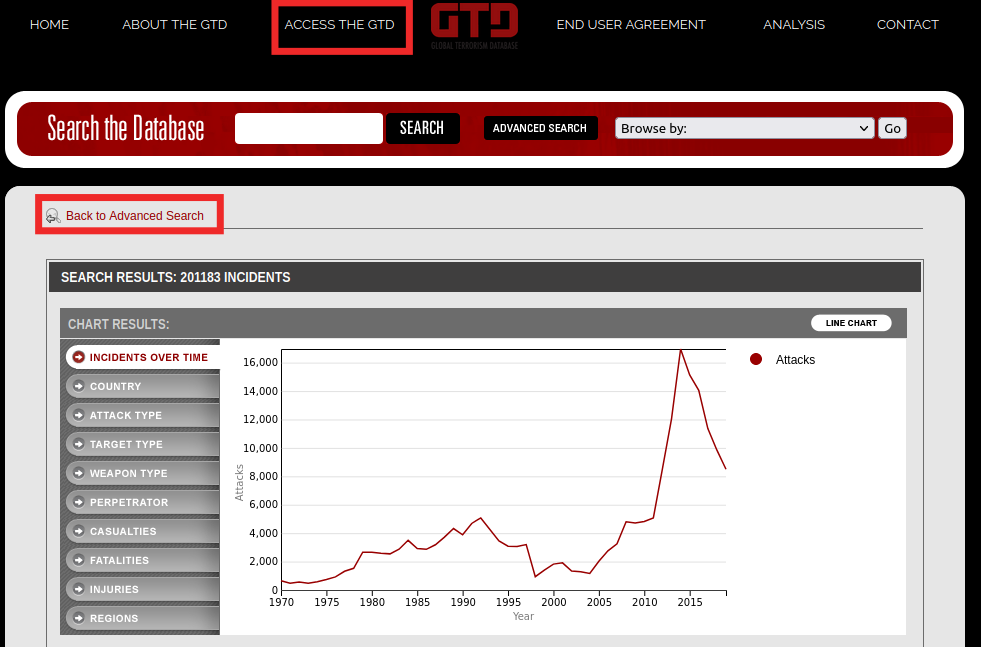 HOME ABOUT THE GTD ACCESS THE GTD GTD END USER AGREEMENT ANALYSIS CONTACT
GLOBAL TERRORISM DATABASE
Search the Database SEARCH ADVANCED SEARCH Browse by: Go
Back to Advanced Search
SEARCH RESULTS: 201183 INCIDENTS
CHART RESULTS: LINE CHART
INCIDENTS OVER TIME
COUNTRY
ATTACK TYPE
TARGET TYPE
WEAPON TYPE
PERPETRATOR
CASUALTIES
FATALITIES
INJURIES
REGIONS
16,000
14,000
12,000
10,000
8,000
6,000
4,000
2,000
0
Attacks
1970 1975 1980 1985 1990 1995 2000 2005 2010 2015
Year
Attacks